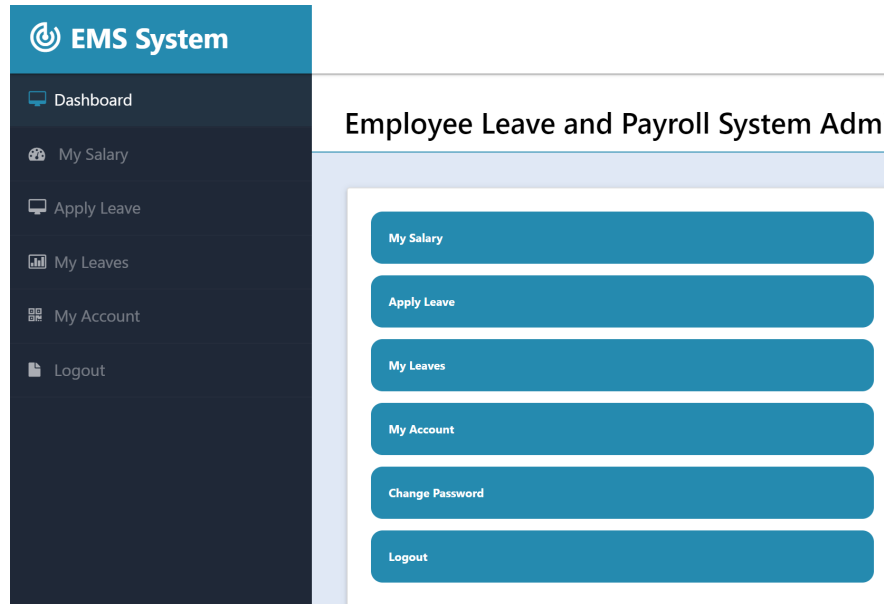 EMS System
Dashboard
My Salary
Apply Leave
My Leaves
My Account
Logout
Employee Leave and Payroll System Adm
My Salary
Apply Leave
My Leaves
My Account
Change Password
Logout